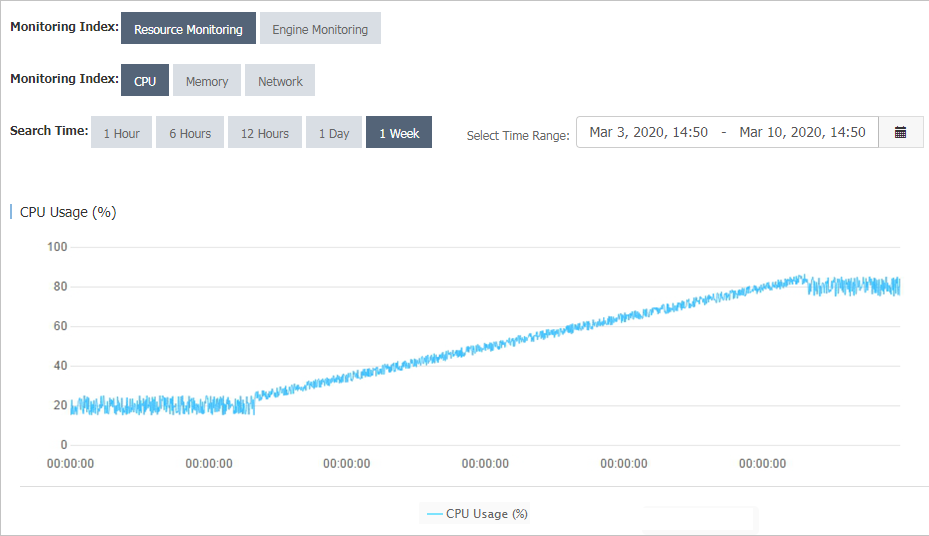 Monitoring Index: Resource Monitoring Engine Monitoring
Monitoring Index: CPU Memory Network
Search Time: 1 Hour 6 Hours 12 Hours 1 Day 1 Week Select Time Range: Mar 3, 2020, 14:50 - Mar 10, 2020, 14:50
CPU Usage (%)
100
80
60
40
20
0
00:00:00 00:00:00 00:00:00 00:00:00 00:00:00 00:00:00
CPU Usage (%)